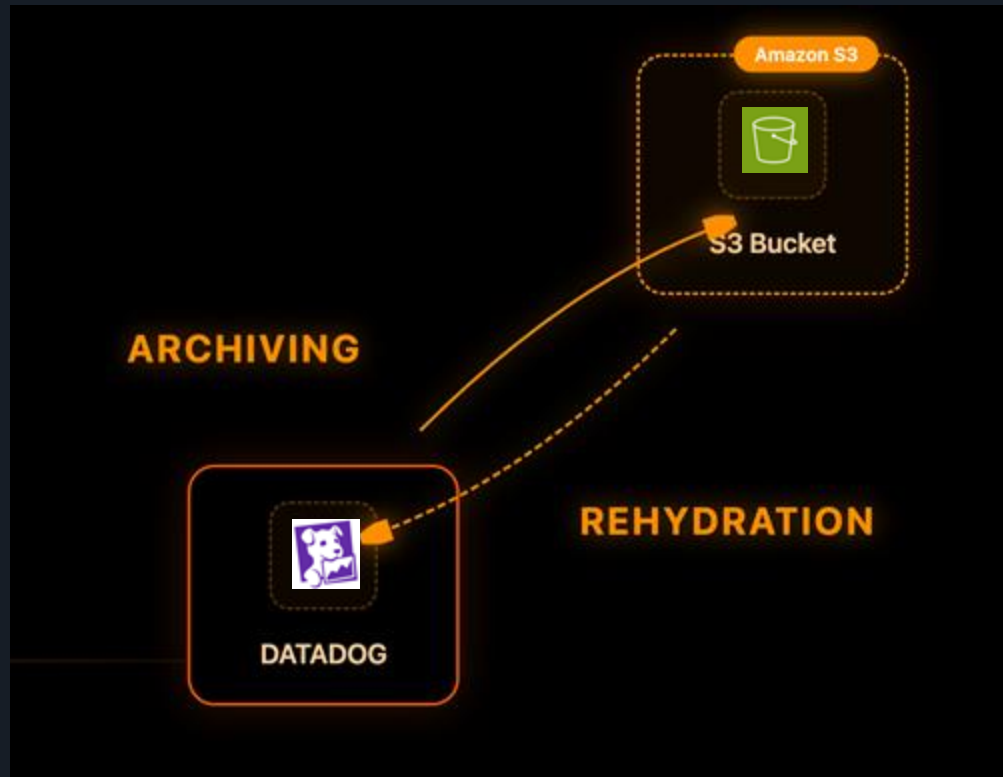 Amazon S3
S3 Bucket
ARCHIVING
REHYDRATION
DATADOG